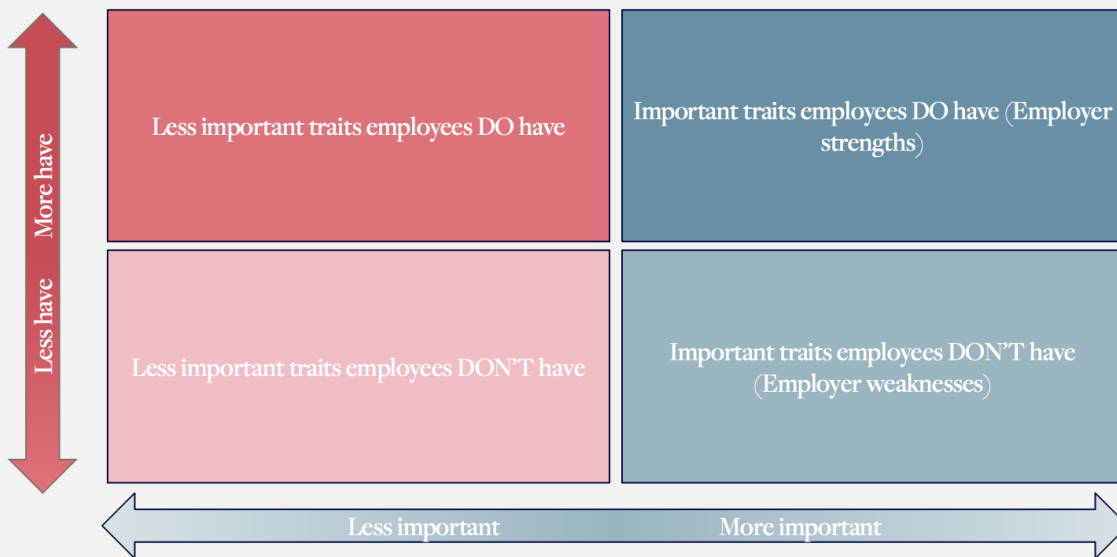 More have
Less have
Less important traits employees DO have
Important traits employees DO have (Employer
strengths)
Less important traits employees DON'T have
Important traits employees DON'T have
(Employer weaknesses)
Less important
More important